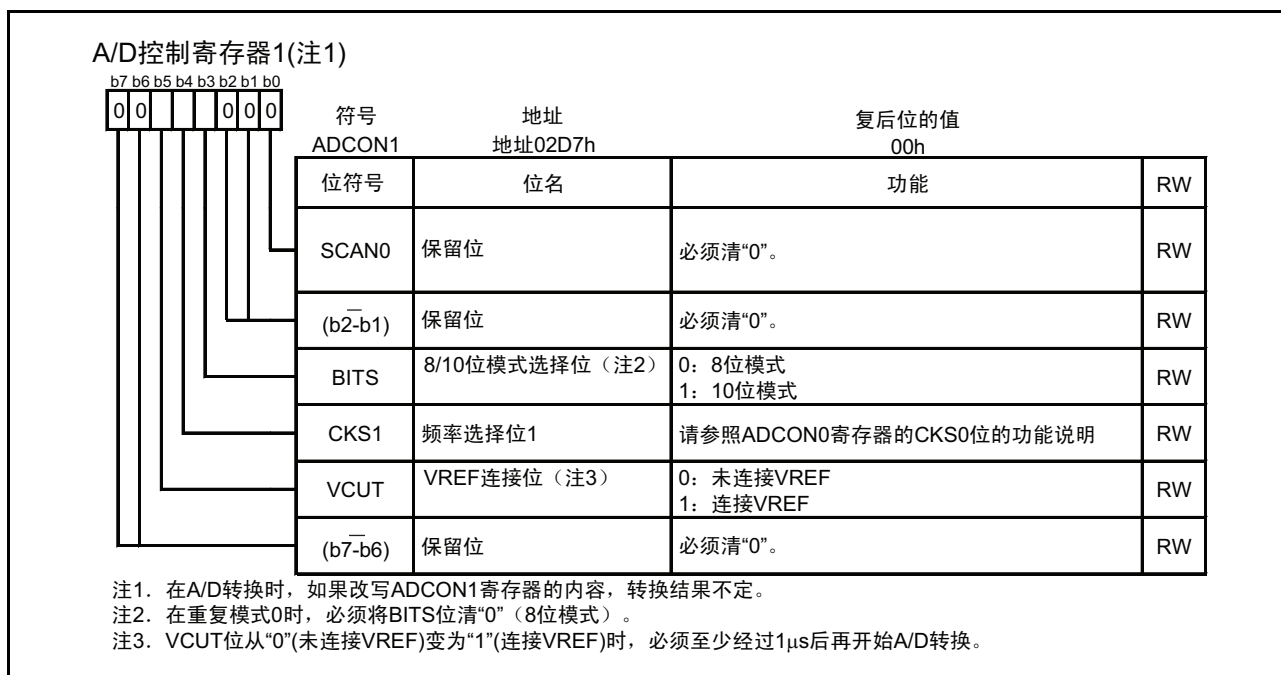 A/D控制寄存器1(注1)
b7 b6 b5 b4 b3 b2 b1 b0
0 0 0 0 0
符号 地址 复后位的值
ADCON1 地址02D7h 00h
位符号 位名 功能 RW
SCAN0 保留位 必须清“0”。 RW
—
(b2-b1) 保留位 必须清“0”。 RW
BITS 8/10位模式选择位（注2） 0：8位模式
1：10位模式 RW
CKS1 频率选择位1 请参照ADCON0寄存器的CKS0位的功能说明 RW
VCUT VREF连接位（注3） 0：未连接VREF
1：连接VREF RW
—
(b7-b6) 保留位 必须清“0”。 RW
注1．在A/D转换时，如果改写ADCON1寄存器的内容，转换结果不定。
注2．在重复模式0时，必须将BITS位清“0”（8位模式）。
注3．VCUT位从“0”(未连接VREF)变为“1”(连接VREF)时，必须至少经过1μs后再开始A/D转换。